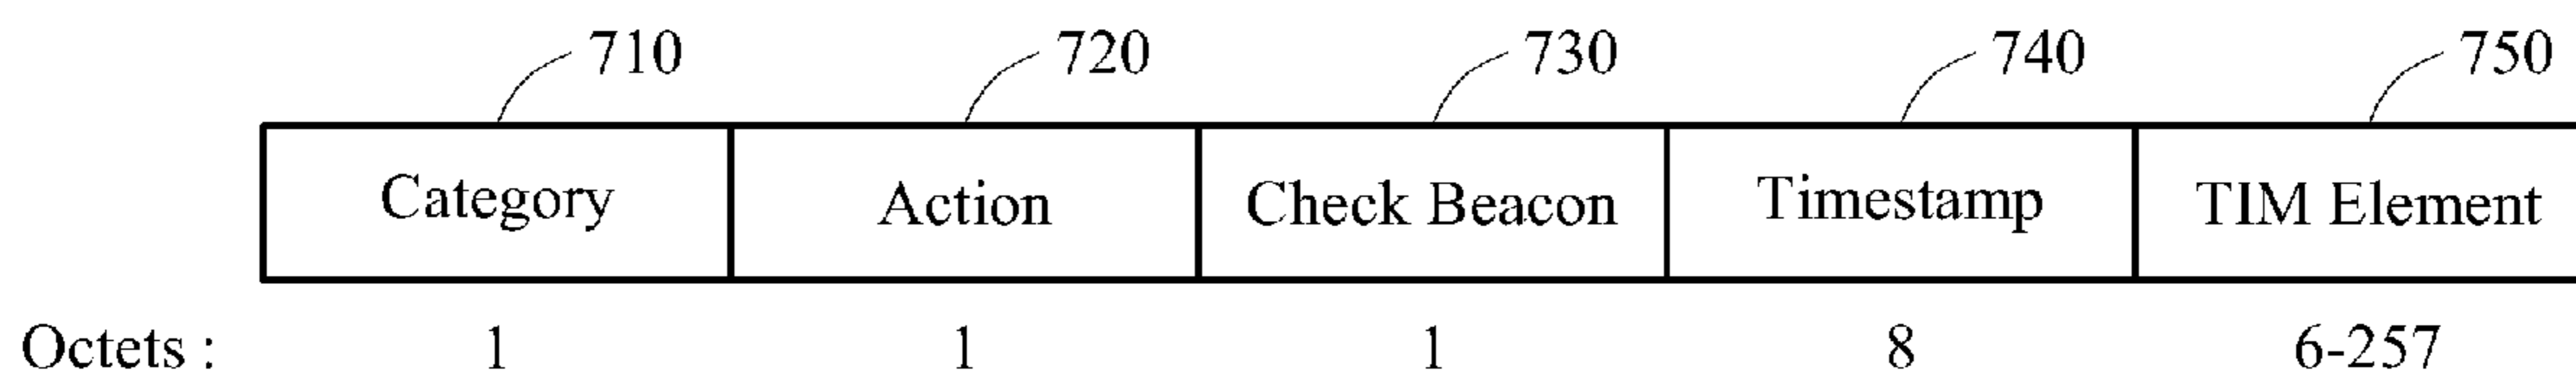 710 720 730 740 750
Category Action Check Beacon Timestamp TIM Element
Octets : 1 1 1 8 6-257